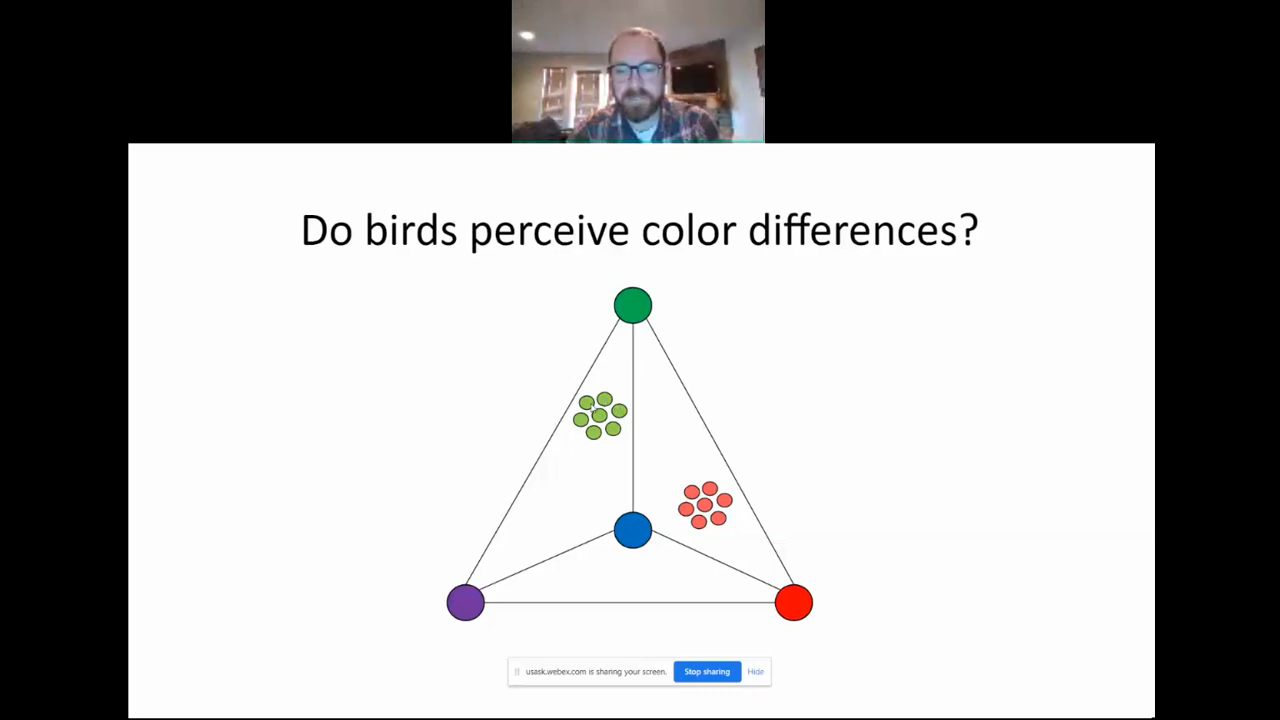 Do birds perceive color differences?
usask.webex.com is sharing your screen. Stop sharing Hide